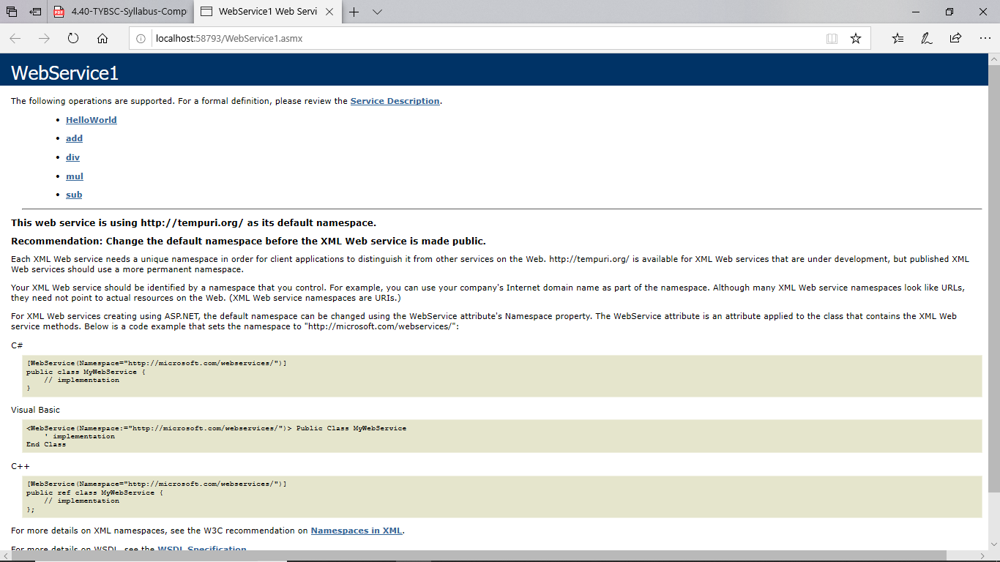 4.40-TYBSC-Syllabus-Comp
WebService1 Web Servi
localhost:58793/WebService1.asmx
WebService1
The following operations are supported. For a formal definition, please review the Service Description.
• HelloWorld
• add
• div
• mul
• sub
This web service is using http://tempuri.org/ as its default namespace.
Recommendation: Change the default namespace before the XML Web service is made public.
Each XML Web service needs a unique namespace in order for client applications to distinguish it from other services on the Web. http://tempuri.org/ is available for XML Web services that are under development, but published XML
Web services should use a more permanent namespace.
Your XML Web service should be identified by a namespace that you control. For example, you can use your company's Internet domain name as part of the namespace. Although many XML Web service namespaces look like URLs,
they need not point to actual resources on the Web. (XML Web service namespaces are URIs.)
For XML Web services creating using ASP.NET, the default namespace can be changed using the WebService attribute's Namespace property. The WebService attribute is an attribute applied to the class that contains the XML Web
service methods. Below is a code example that sets the namespace to "http://microsoft.com/webservices/":
C#
[WebService(Namespace="http://microsoft.com/webservices/")]
public class MyWebService {
    // implementation
}
Visual Basic
<WebService(Namespace:="http://microsoft.com/webservices/")> Public Class MyWebService
    ' implementation
End Class
C++
[WebService(Namespace="http://microsoft.com/webservices/")]
public ref class MyWebService {
    // implementation
};
For more details on XML namespaces, see the W3C recommendation on Namespaces in XML.
For more details on WSDL, see the WSDL Specification.